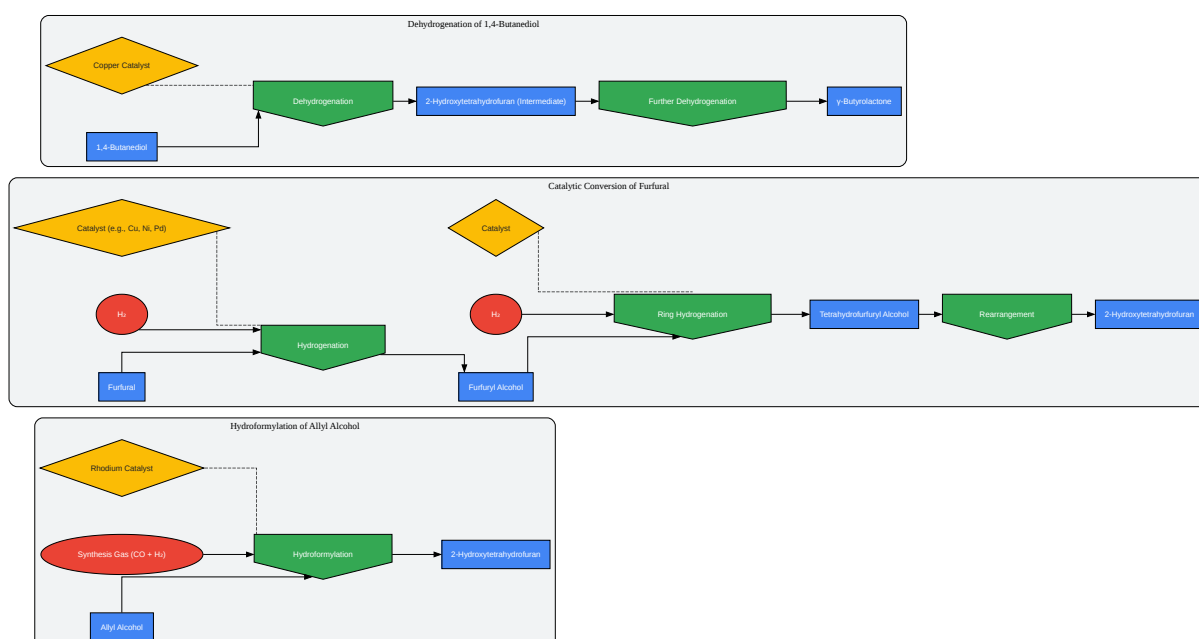 Dehydrogenation of 1,4-Butanediol
Copper Catalyst
Dehydrogenation
2-Hydroxytetrahydrofuran (Intermediate)
Further Dehydrogenation
γ-Butyrolactone
1,4-Butanediol
Catalytic Conversion of Furfural
Catalyst (e.g., Cu, Ni, Pd)
Catalyst
H₂
H₂
Ring Hydrogenation
Tetrahydrofurfuryl Alcohol
Rearrangement
2-Hydroxytetrahydrofuran
Hydrogenation
Furfural
Furfuryl Alcohol
Hydroformylation of Allyl Alcohol
Rhodium Catalyst
Synthesis Gas (CO + H₂)
Hydroformylation
2-Hydroxytetrahydrofuran
Allyl Alcohol